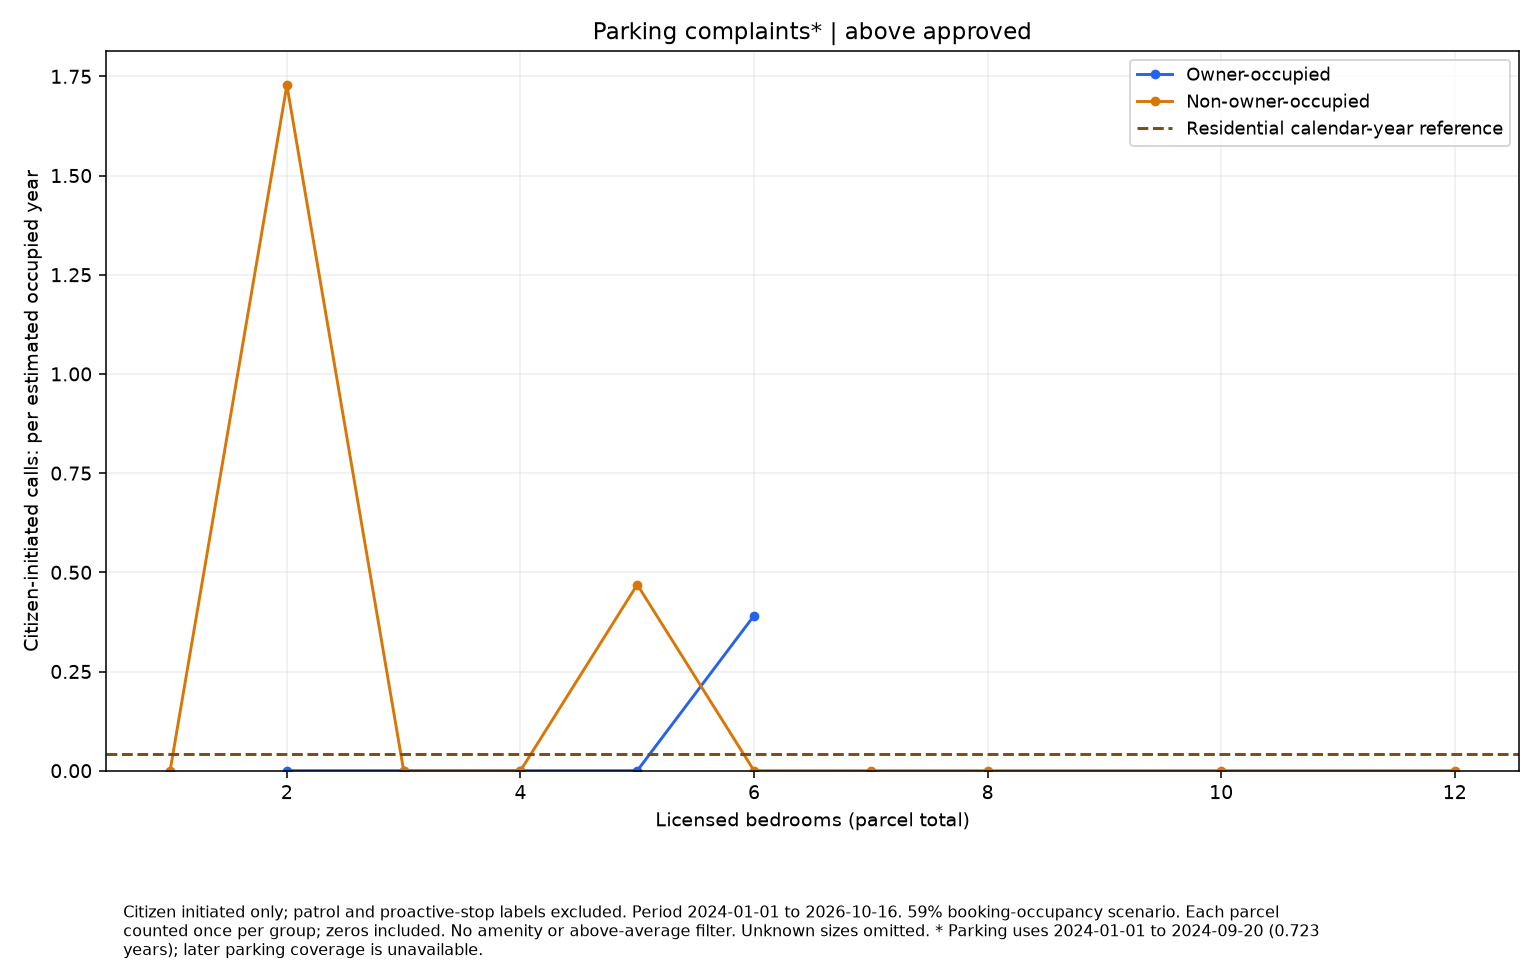 Parking complaints* | above approved
Citizen-initiated calls: per estimated occupied year
1.75
1.50
1.25
1.00
0.75
0.50
0.25
0.00
Owner-occupied
Non-owner-occupied
Residential calendar-year reference
2 4 6 8 10 12
Licensed bedrooms (parcel total)
Citizen initiated only; patrol and proactive-stop labels excluded. Period 2024-01-01 to 2026-10-16. 59% booking-occupancy scenario. Each parcel
counted once per group; zeros included. No amenity or above-average filter. Unknown sizes omitted. * Parking uses 2024-01-01 to 2024-09-20 (0.723
years); later parking coverage is unavailable.